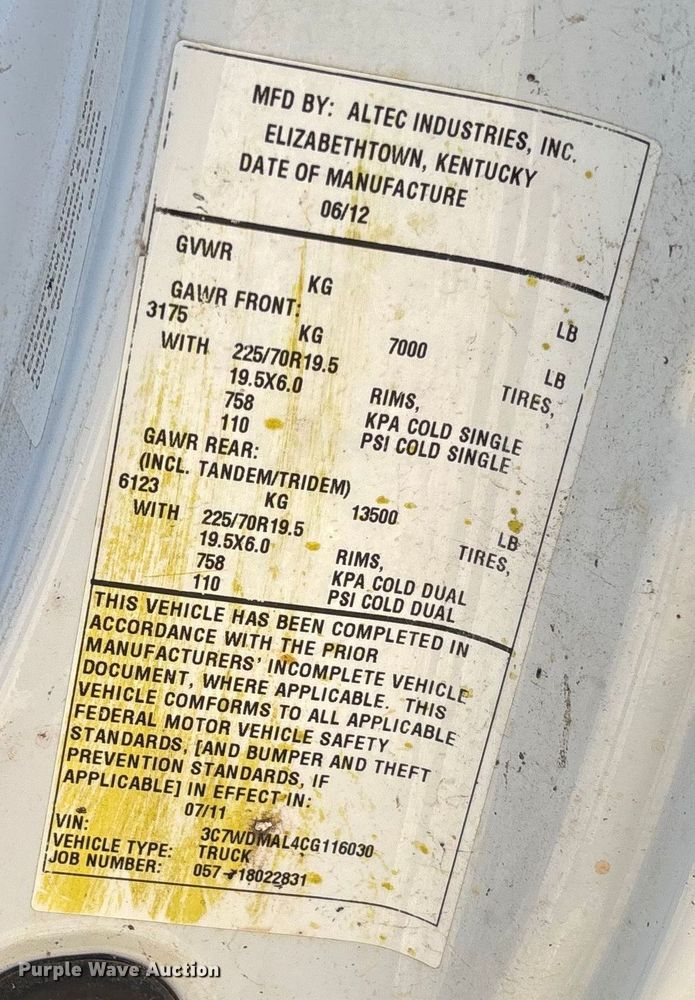 MFD BY: ALTEC INDUSTRIES, INC.
ELIZABETHTOWN, KENTUCKY
DATE OF MANUFACTURE
06/12
GVWR
KG LB
GAWR FRONT:
3175 KG 7000 LB
WITH 225/70R19.5 TIRES,
19.5X6.0 RIMS,
758 KPA COLD SINGLE
110 PSI COLD SINGLE
GAWR REAR:
(INCL. TANDEM/TRIDEM)
6123 KG 13500 LB
WITH 225/70R19.5 TIRES,
19.5X6.0 RIMS,
758 KPA COLD DUAL
110 PSI COLD DUAL
THIS VEHICLE HAS BEEN COMPLETED IN
ACCORDANCE WITH THE PRIOR
MANUFACTURERS' INCOMPLETE VEHICLE
DOCUMENT, WHERE APPLICABLE. THIS
VEHICLE COMFORMS TO ALL APPLICABLE
FEDERAL MOTOR VEHICLE SAFETY
STANDARDS, [AND BUMPER AND THEFT
PREVENTION STANDARDS, IF
APPLICABLE] IN EFFECT IN:
07/11
VIN: 3C7WDMAL4CG116030
VEHICLE TYPE: TRUCK
JOB NUMBER: 057-18022831
Purple Wave Auction